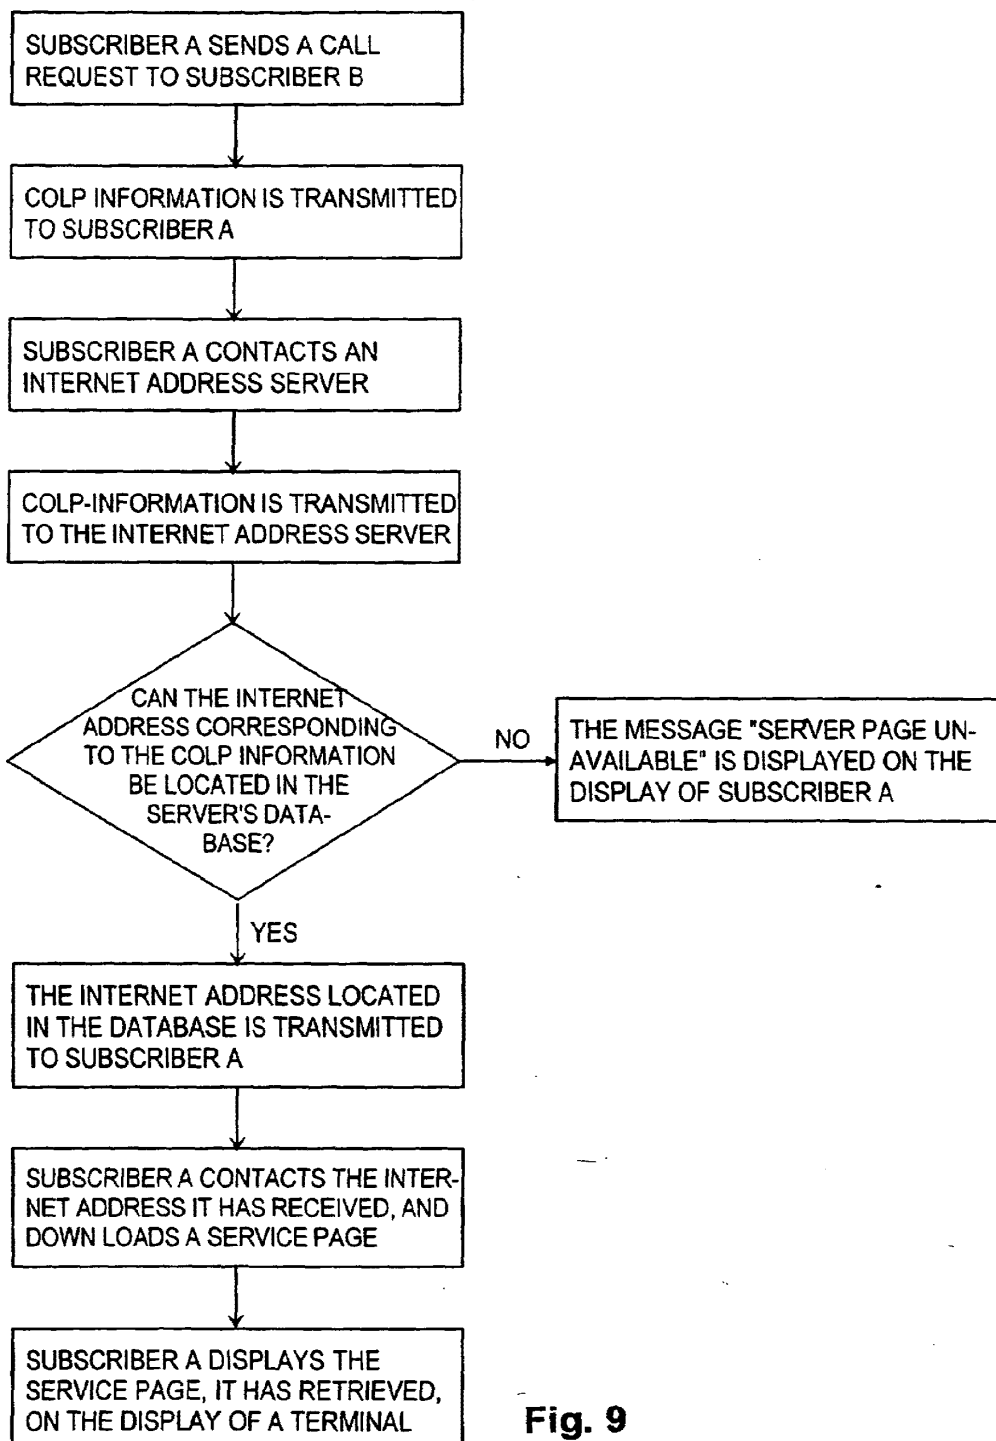 SUBSCRIBER A SENDS A CALL
REQUEST TO SUBSCRIBER B
COLP INFORMATION IS TRANSMITTED
TO SUBSCRIBER A
SUBSCRIBER A CONTACTS AN
INTERNET ADDRESS SERVER
COLP-INFORMATION IS TRANSMITTED
TO THE INTERNET ADDRESS SERVER
CAN THE INTERNET
ADDRESS CORRESPONDING
TO THE COLP INFORMATION
BE LOCATED IN THE
SERVER'S DATA-
BASE?
NO
THE MESSAGE "SERVER PAGE UN-
AVAILABLE" IS DISPLAYED ON THE
DISPLAY OF SUBSCRIBER A
YES
THE INTERNET ADDRESS LOCATED
IN THE DATABASE IS TRANSMITTED
TO SUBSCRIBER A
SUBSCRIBER A CONTACTS THE INTER-
NET ADDRESS IT HAS RECEIVED, AND
DOWN LOADS A SERVICE PAGE
SUBSCRIBER A DISPLAYS THE
SERVICE PAGE, IT HAS RETRIEVED,
ON THE DISPLAY OF A TERMINAL
Fig. 9